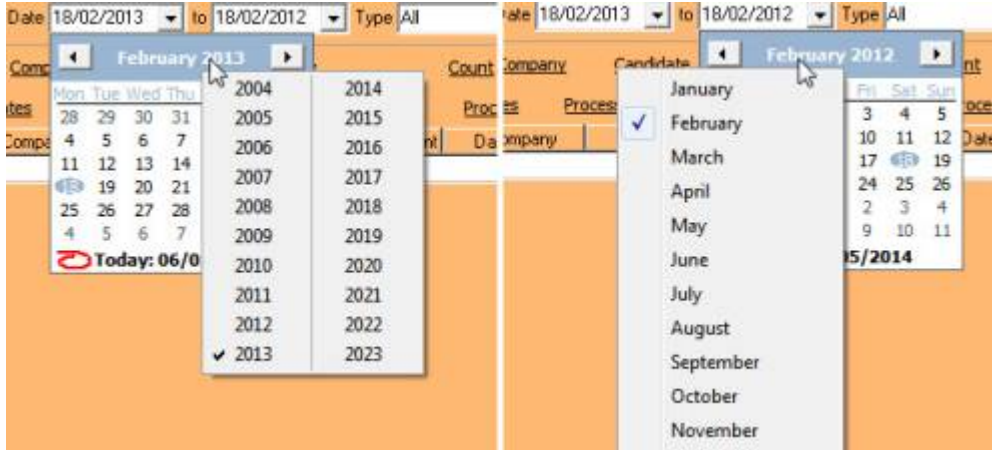 Date 18/02/2013 to 18/02/2012 Type All
February 2013
Count
Mon Tue Wed Thu
28 29 30 31
4 5 6 7
11 12 13 14
18 19 20 21
25 26 27 28
4 5 6 7
Today: 06/0
2004 2014
2005 2015
2006 2016
2007 2017
2008 2018
2009 2019
2010 2020
2011 2021
2012 2022
2013 2023
18/02/2013 to 18/02/2012 Type All
February 2012
Company Candidate
Fri Sat Sun
3 4 5
10 11 12
17 18 19
24 25 26
2 3 4
9 10 11
05/2014
January
February
March
April
May
June
July
August
September
October
November